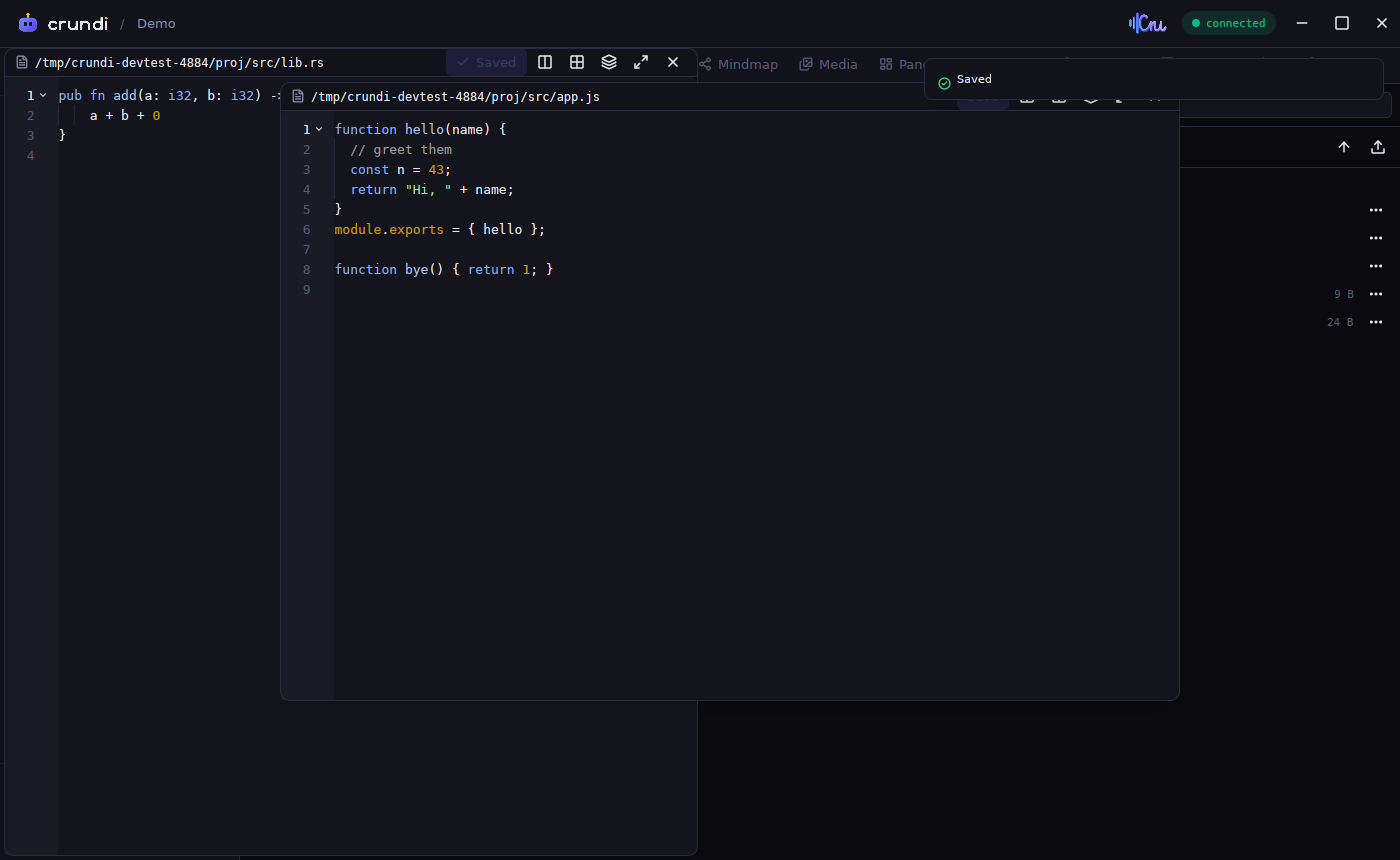 crundi / Demo
Cru
connected
/tmp/crundi-devtest-4884/proj/src/lib.rs
Saved
Mindmap
Media
Saved
1 pub fn add(a: i32, b: i32) -
2 a + b + 0
3 }
4
/tmp/crundi-devtest-4884/proj/src/app.js
1 function hello(name) {
2 // greet them
3 const n = 43;
4 return "Hi, " + name;
5 }
6 module.exports = { hello };
7
8 function bye() { return 1; }
9
9 B
24 B